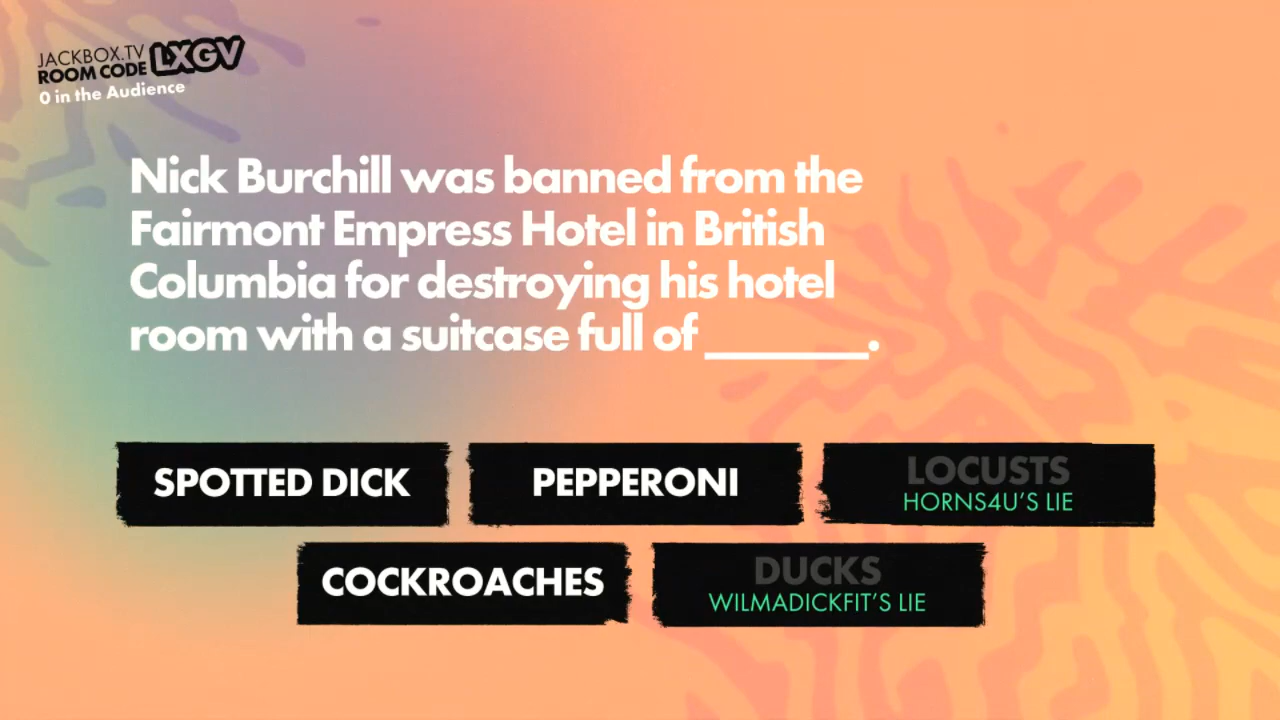 JACKBOX.TV
ROOM CODE LXGV
0 in the Audience
Nick Burchill was banned from the
Fairmont Empress Hotel in British
Columbia for destroying his hotel
room with a suitcase full of ________.
SPOTTED DICK
PEPPERONI
LOCUSTS
HORNS4U'S LIE
COCKROACHES
DUCKS
WILMADICKFIT'S LIE